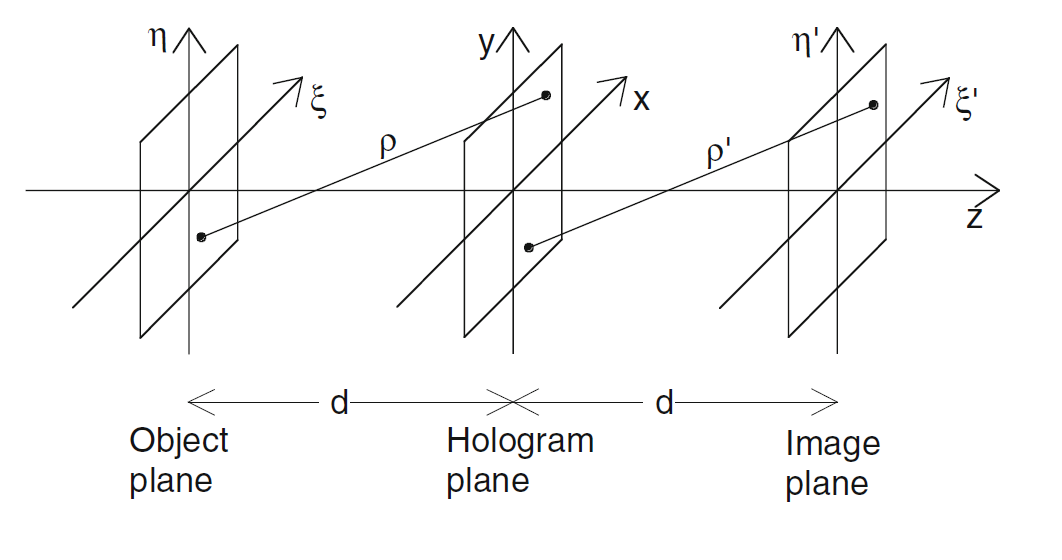 η
ξ
y
x
η'
ξ'
ρ
ρ'
z
d
d
Object
plane
Hologram
plane
Image
plane